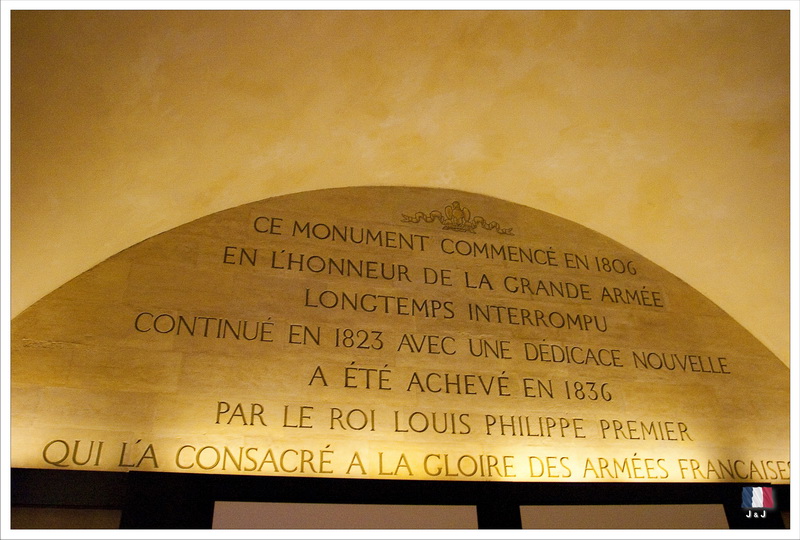 CE MONUMENT COMMENCÉ EN 1806
EN L'HONNEUR DE LA GRANDE ARMÉE
LONGTEMPS INTERROMPU
CONTINUÉ EN 1823 AVEC UNE DÉDICACE NOUVELLE
A ÉTÉ ACHEVÉ EN 1836
PAR LE ROI LOUIS PHILIPPE PREMIER
QUI L'A CONSACRÉ A LA GLOIRE DES ARMÉES FRANCAISES
J & J